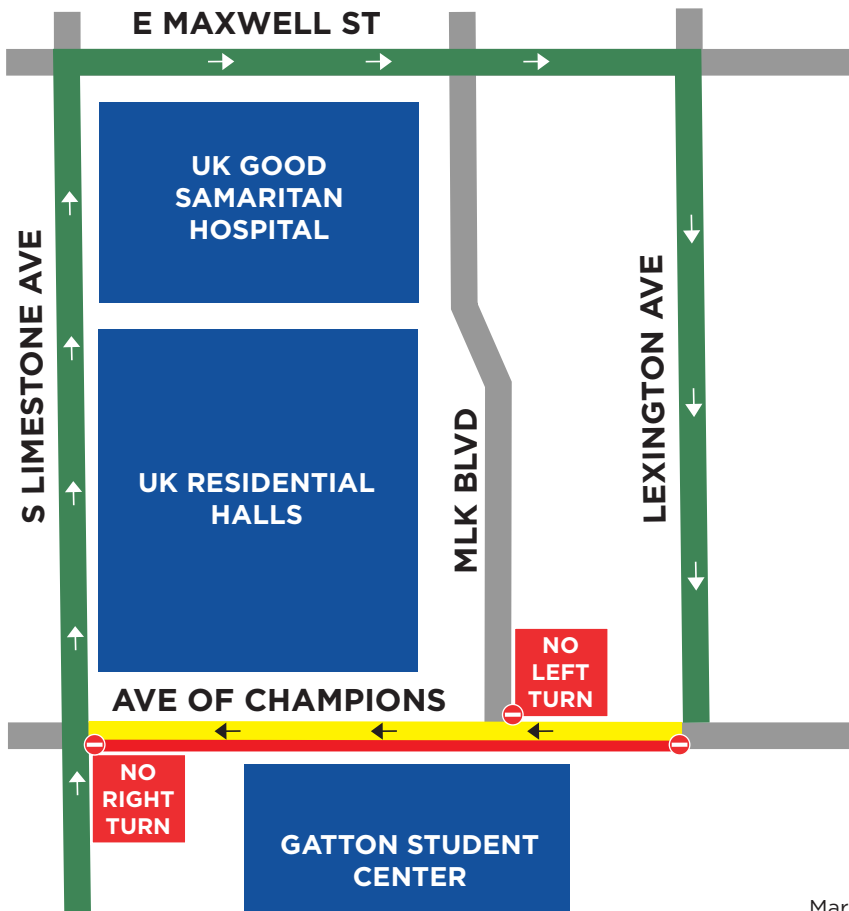 E MAXWELL ST
UK GOOD
SAMARITAN
HOSPITAL
S LIMESTONE AVE
LEXINGTON AVE
MLK BLVD
UK RESIDENTIAL
HALLS
NO
LEFT
TURN
AVE OF CHAMPIONS
NO
RIGHT
TURN
GATTON STUDENT
CENTER
Mar